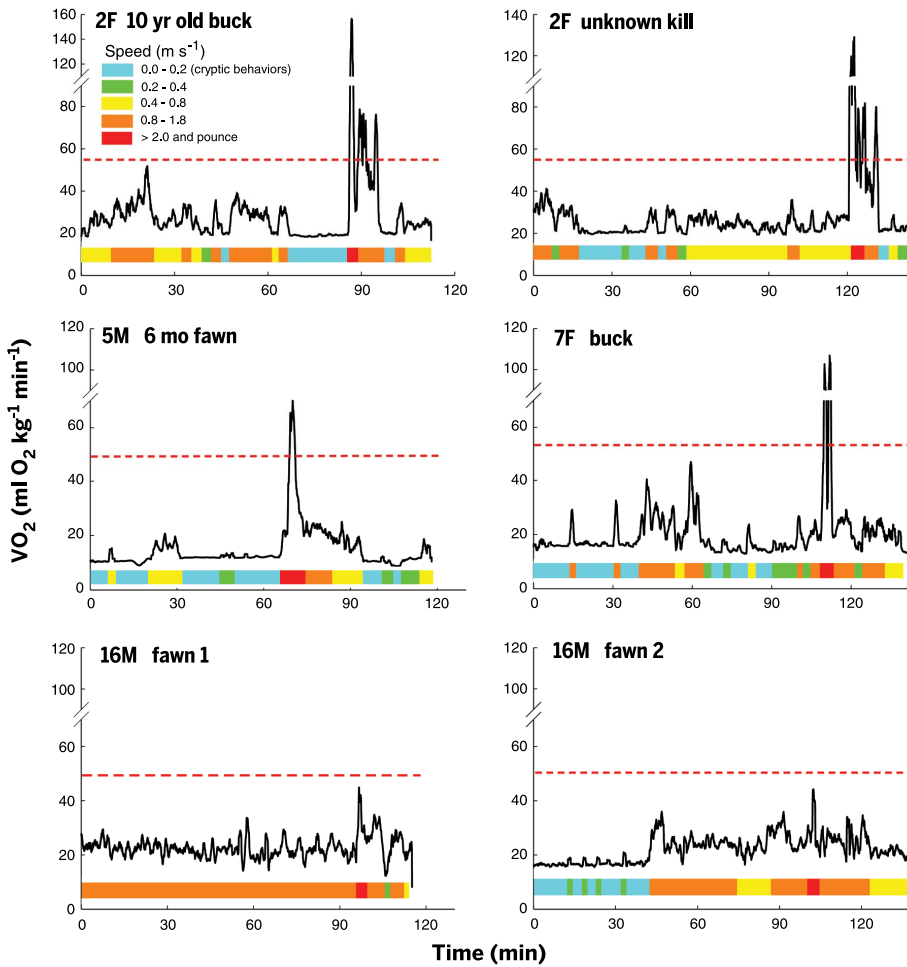 2F 10 yr old buck
160
140
120
100
80
60
40
20
0
Speed (m s⁻¹)
0.0 - 0.2 (cryptic behaviors)
0.2 - 0.4
0.4 - 0.8
0.8 - 1.8
> 2.0 and pounce
0 30 60 90 120
2F unknown kill
140
120
100
80
60
40
20
0
0 30 60 90 120
5M 6 mo fawn
120
100
60
40
20
0
0 30 60 90 120
7F buck
120
100
60
40
20
0
0 30 60 90 120
16M fawn 1
120
100
60
40
20
0
0 30 60 90 120
16M fawn 2
120
100
60
40
20
0
0 30 60 90 120
VO₂ (ml O₂ kg⁻¹ min⁻¹)
Time (min)